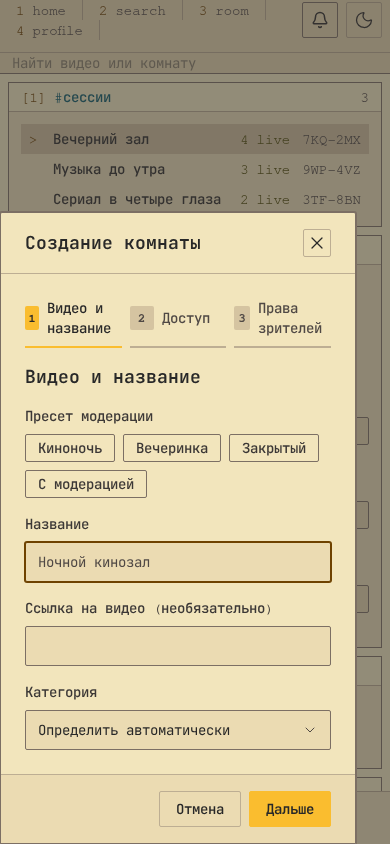 1 home 2 search 3 room
4 profile
Найти видео или комнату
[1] #сессии 3
> Вечерний зал 4 live 7KQ-2MX
Музыка до утра 3 live 9WP-4VZ
Сериал в четыре глаза 2 live 3TF-8BN
Создание комнаты
1 Видео и название
2 Доступ
3 Права зрителей
Видео и название
Пресет модерации
Киноночь Вечеринка Закрытый
С модерацией
Название
Ночной кинозал
Ссылка на видео (необязательно)
Категория
Определить автоматически
Отмена Дальше